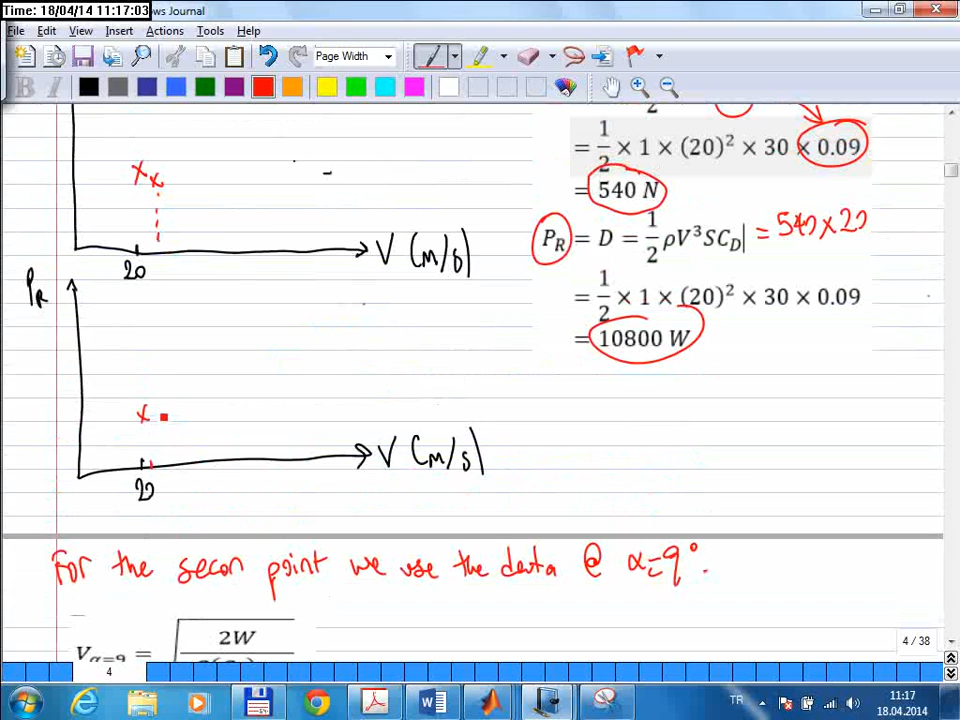 Time: 18/04/14 11:17:03
ws Journal
File Edit View Insert Actions Tools Help
Page Width
B I
= 1/2 × 1 × (20)² × 30 × 0.09
= 540 N
P_R = D = 1/2 ρV³SC_D| = 540 × 20
= 1/2 × 1 × (20)² × 30 × 0.09
= 10800 W
x x
20
V (m/s)
P_R
x
20
V (m/s)
For the secon point we use the data @ α=9°.
V_α=9 = √ 2W
4 / 38
4
TR
11:17
18.04.2014